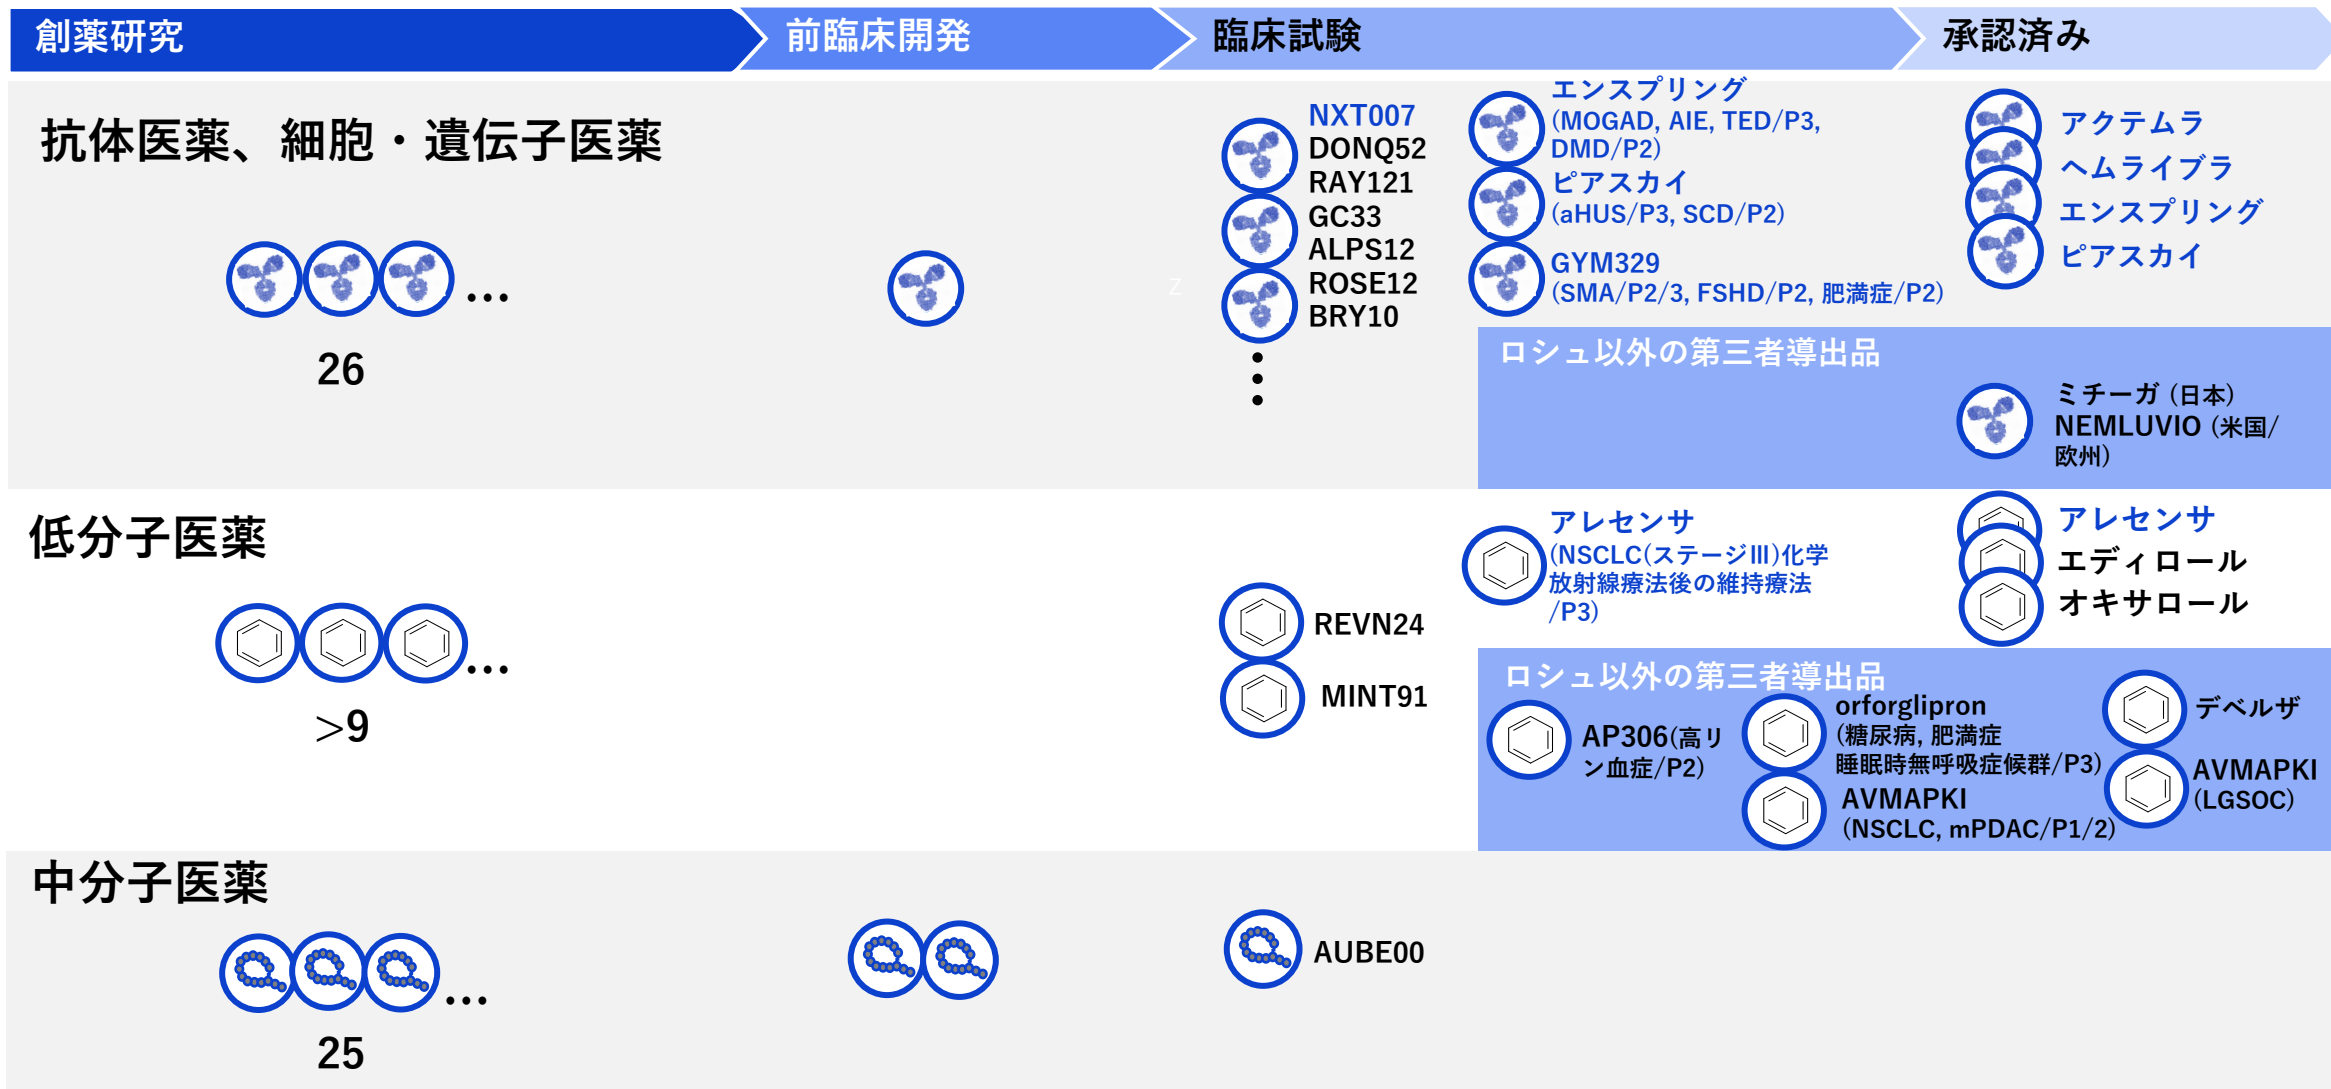 創薬研究
前臨床開発
臨床試験
承認済み
抗体医薬、細胞・遺伝子医薬
26
...
z
NXT007
DONQ52
RAY121
GC33
ALPS12
ROSE12
BRY10
エンスプリング
(MOGAD, AIE, TED/P3,
DMD/P2)
ピアスカイ
(aHUS/P3, SCD/P2)
GYM329
(SMA/P2/3, FSHD/P2, 肥満症/P2)
アクテムラ
ヘムライブラ
エンスプリング
ピアスカイ
ロシュ以外の第三者導出品
ミチーガ (日本)
NEMLUVIO (米国/
欧州)
低分子医薬
...
>9
REVN24
MINT91
アレセンサ
(NSCLC(ステージⅢ)化学
放射線療法後の維持療法
/P3)
アレセンサ
エディロール
オキサロール
ロシュ以外の第三者導出品
AP306(高リ
ン血症/P2)
orforglipron
(糖尿病, 肥満症
睡眠時無呼吸症候群/P3)
AVMAPKI
(NSCLC, mPDAC/P1/2)
デベルザ
AVMAPKI
(LGSOC)
中分子医薬
...
25
AUBE00